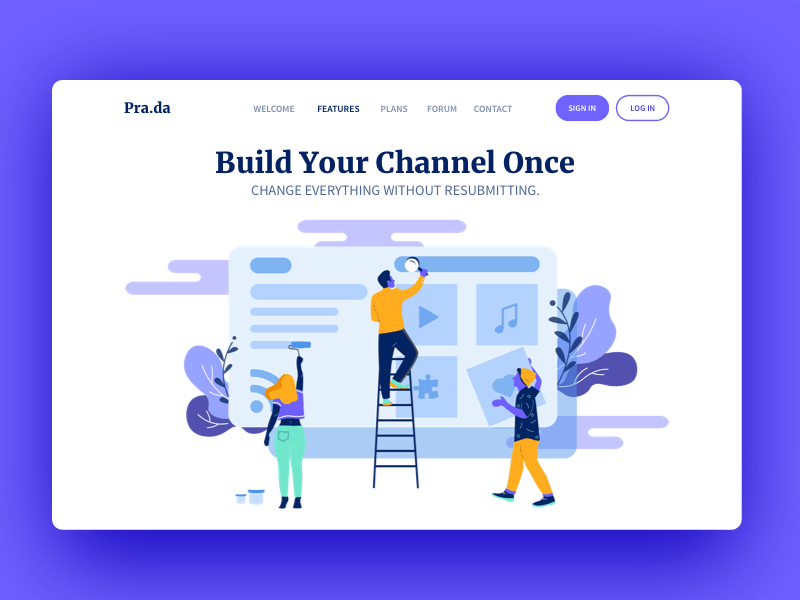 Pra.da
WELCOME FEATURES PLANS FORUM CONTACT SIGN IN LOG IN
Build Your Channel Once
CHANGE EVERYTHING WITHOUT RESUBMITTING.